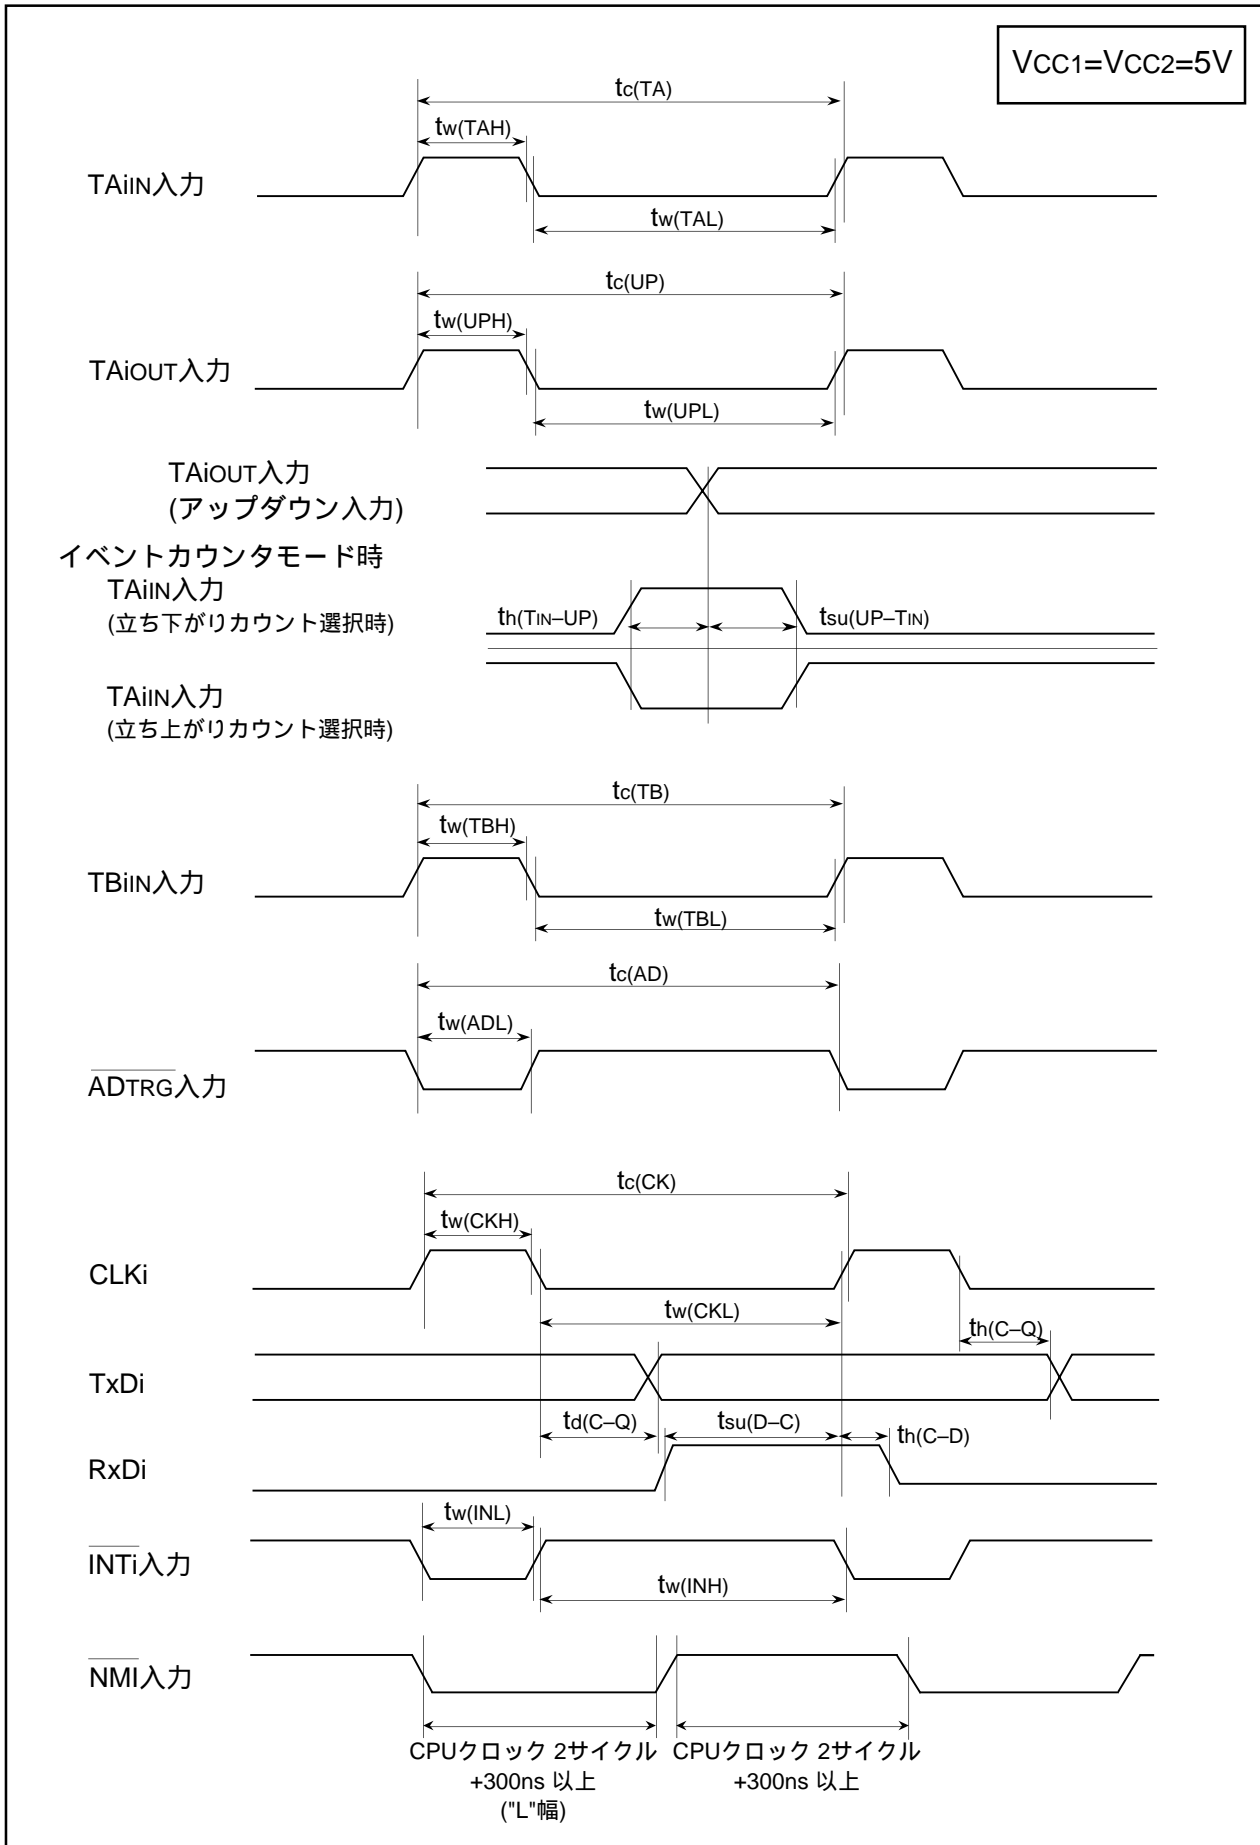 VCC1=VCC2=5V
tc(TA)
tw(TAH)
TAiIN入力
tw(TAL)
tc(UP)
tw(UPH)
TAiOUT入力
tw(UPL)
TAiOUT入力
(アップダウン入力)
イベントカウンタモード時
TAiIN入力
(立ち下がりカウント選択時)
th(TIN–UP)
tsu(UP–TIN)
TAiIN入力
(立ち上がりカウント選択時)
tc(TB)
tw(TBH)
TBiIN入力
tw(TBL)
tc(AD)
tw(ADL)
ADTRG入力
tc(CK)
tw(CKH)
CLKi
tw(CKL)
th(C–Q)
TxDi
td(C–Q)
tsu(D–C)
th(C–D)
RxDi
tw(INL)
INTi入力
tw(INH)
NMI入力
CPUクロック 2サイクル
+300ns 以上
("L"幅)
CPUクロック 2サイクル
+300ns 以上